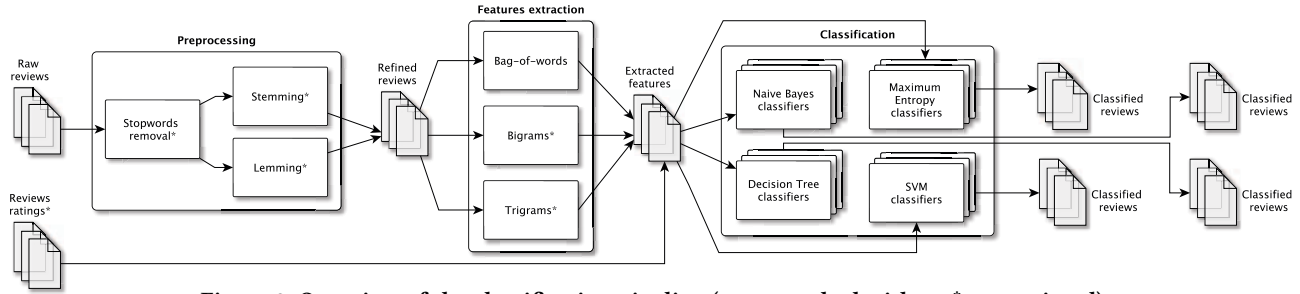 Features extraction
Preprocessing
Classification
Raw
reviews
Stopwords
removal*
Stemming*
Lemming*
Refined
reviews
Bag-of-words
Bigrams*
Trigrams*
Extracted
features
Naive Bayes
classifiers
Maximum
Entropy
classifiers
Decision Tree
classifiers
SVM
classifiers
Classified
reviews
Classified
reviews
Classified
reviews
Classified
reviews
Reviews
ratings*